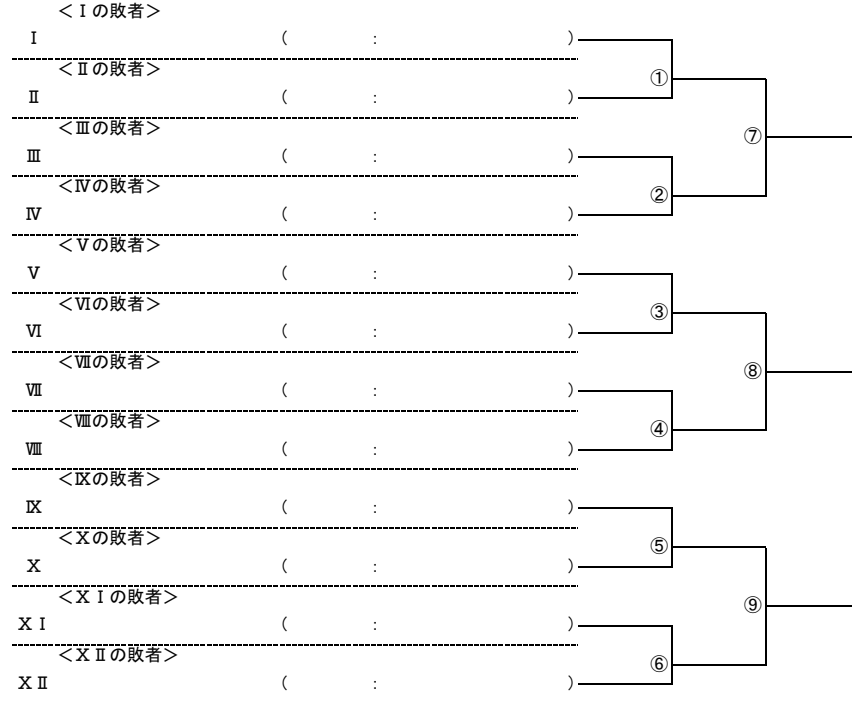 ＜Ⅰの敗者＞
Ⅰ ( : )
＜Ⅱの敗者＞
①
Ⅱ ( : )
＜Ⅲの敗者＞
⑦
Ⅲ ( : )
＜Ⅳの敗者＞
②
Ⅳ ( : )
＜Ⅴの敗者＞
Ⅴ ( : )
＜Ⅵの敗者＞
③
Ⅵ ( : )
＜Ⅶの敗者＞
⑧
Ⅶ ( : )
＜Ⅷの敗者＞
④
Ⅷ ( : )
＜Ⅸの敗者＞
Ⅸ ( : )
＜Ⅹの敗者＞
⑤
Ⅹ ( : )
＜ⅩⅠの敗者＞
⑨
ⅩⅠ ( : )
＜ⅩⅡの敗者＞
⑥
ⅩⅡ ( : )